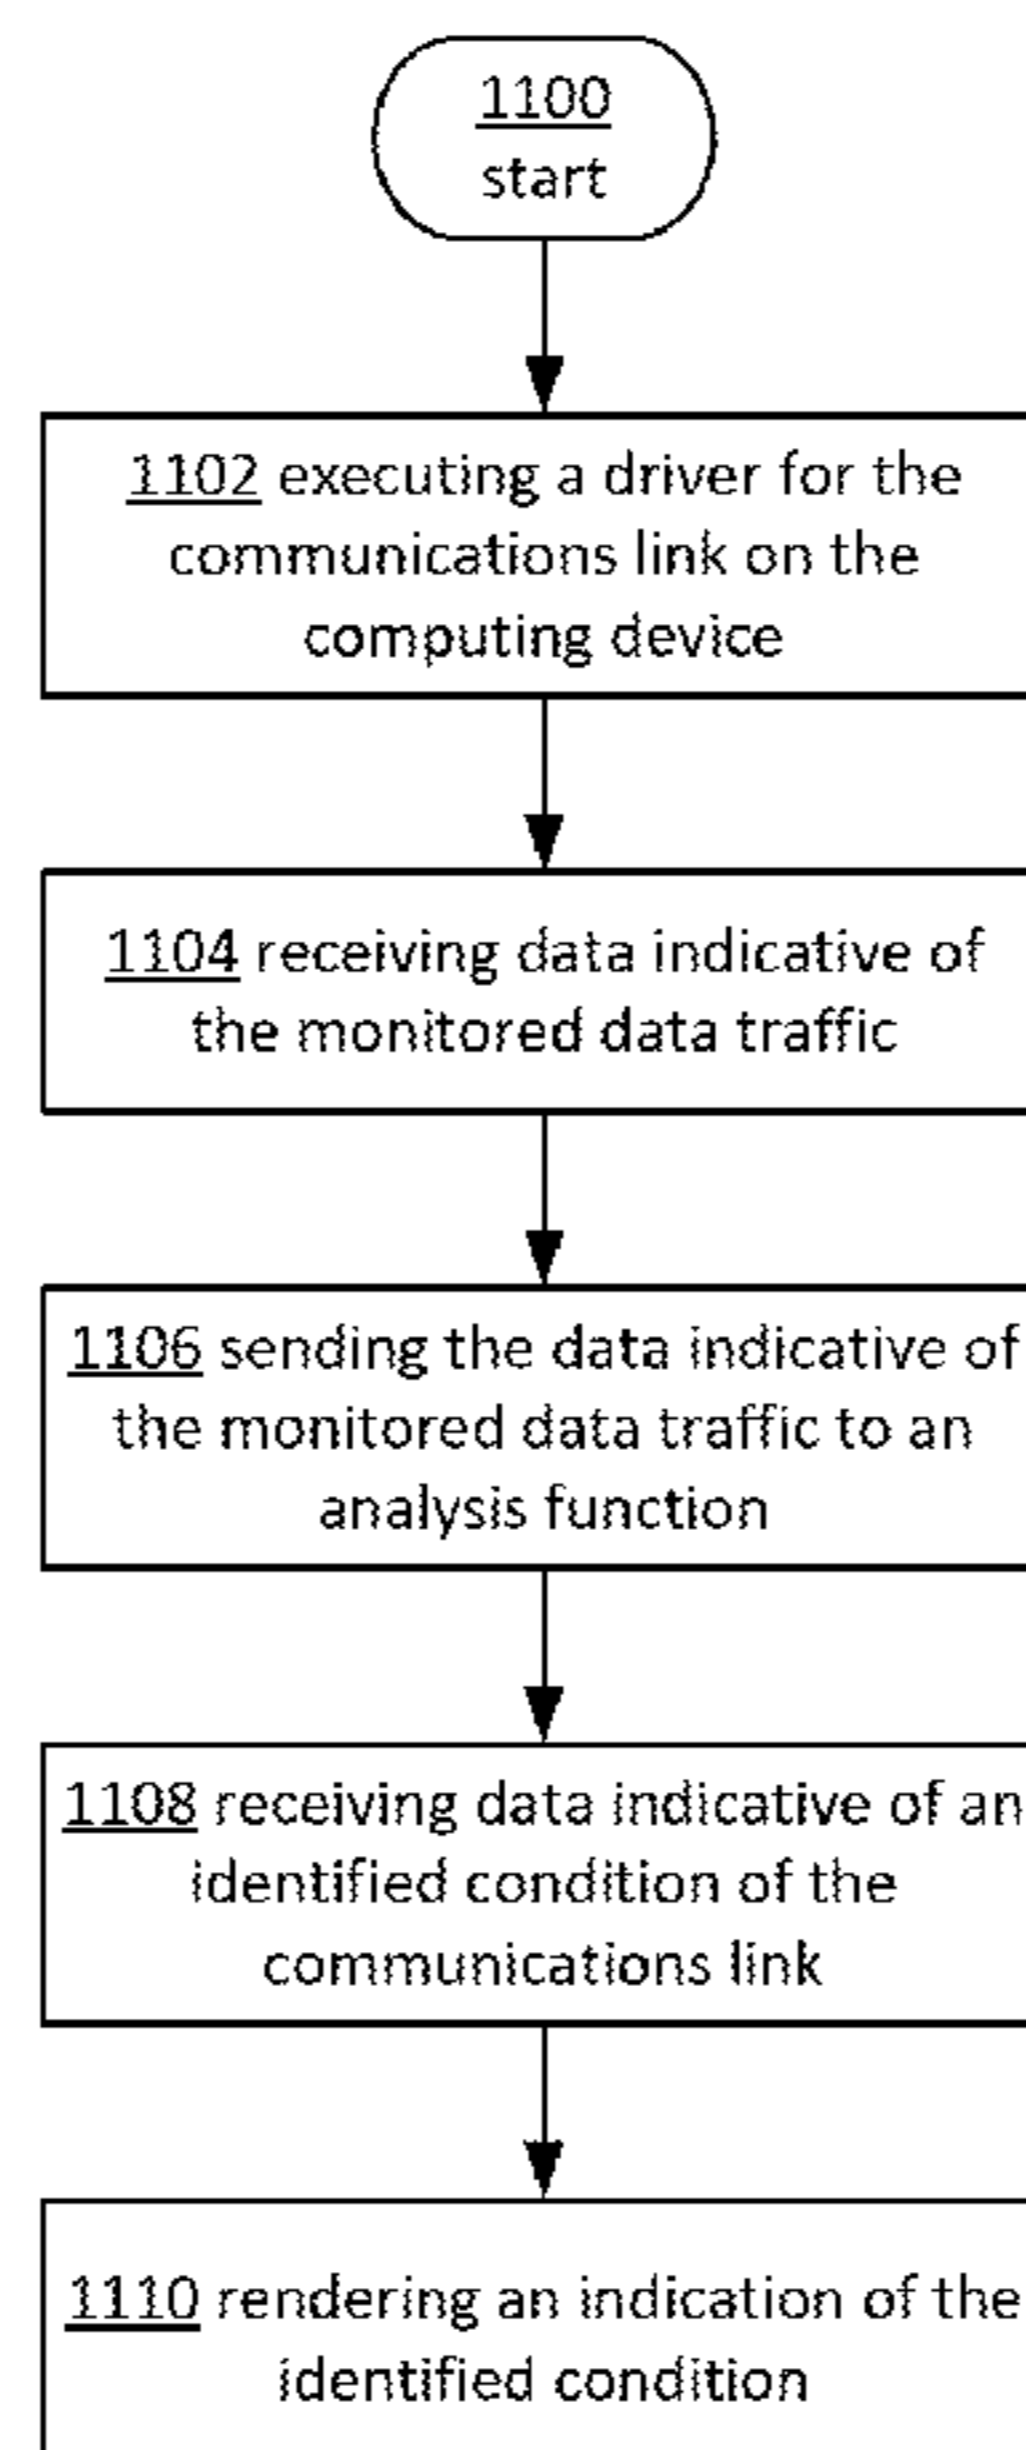 1100
start
1102 executing a driver for the
communications link on the
computing device
1104 receiving data indicative of
the monitored data traffic
1106 sending the data indicative of
the monitored data traffic to an
analysis function
1108 receiving data indicative of an
identified condition of the
communications link
1110 rendering an indication of the
identified condition